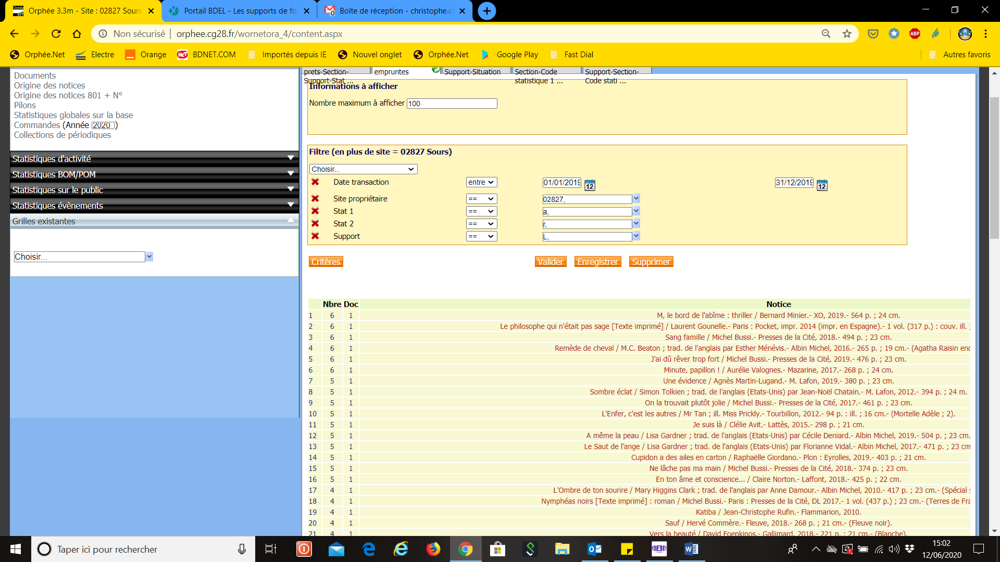 Orphée 3.3m - Site : 02827 Sours
Portail BDEL - Les supports de fo
Boîte de réception - christophe.c
Non sécurisé | orphee.cg28.fr/wornetora_4/content.aspx
Orphée.Net Electre Orange BDNET.COM Importés depuis IE Nouvel onglet Orphée.Net Google Play Fast Dial Autres favoris
Documents
Origine des notices
Origine des notices 801 + N°
Pilons
Statistiques globales sur la base
Commandes (Année 2020 )
Collections de périodiques
Statistiques d'activité
Statistiques BOM/POM
Statistiques sur le public
Statistiques évènements
Grilles existantes
Choisir...
prets-Section-
Support-Stat ...
empruntes
Support-Situation
Section-Code
statistique 1 ...
Support-Section-
Code stati ...
Informations à afficher
Nombre maximum à afficher 100
Filtre (en plus de site = 02827 Sours)
Choisir...
Date transaction entre 01/01/2019 31/12/2019
Site propriétaire == 02827,
Stat 1 == a,
Stat 2 == r,
Support == L,
Critères Valider Enregistrer Supprimer
Nbre Doc Notice
1 6 1 M, le bord de l'abîme : thriller / Bernard Minier.- XO, 2019.- 564 p. ; 24 cm.
2 6 1 Le philosophe qui n'était pas sage [Texte imprimé] / Laurent Gounelle.- Paris : Pocket, impr. 2014 (impr. en Espagne).- 1 vol. (317 p.) : couv. ill. ;
3 6 1 Sang famille / Michel Bussi.- Presses de la Cité, 2018.- 494 p. ; 23 cm.
4 6 1 Remède de cheval / M.C. Beaton ; trad. de l'anglais par Esther Ménévis.- Albin Michel, 2016.- 265 p. ; 19 cm.- (Agatha Raisin enc
5 6 1 J'ai dû rêver trop fort / Michel Bussi.- Presses de la Cité, 2019.- 476 p. ; 23 cm.
6 6 1 Minute, papillon ! / Aurélie Valognes.- Mazarine, 2017.- 268 p. ; 24 cm.
7 5 1 Une évidence / Agnès Martin-Lugand.- M. Lafon, 2019.- 380 p. ; 23 cm.
8 5 1 Sombre éclat / Simon Tolkien ; trad. de l'anglais (Etats-Unis) par Jean-Noël Chatain.- M. Lafon, 2012.- 394 p. ; 24 m.
9 5 1 On la trouvait plutôt jolie / Michel Bussi.- Presses de la Cité, 2017.- 461 p. ; 23 cm.
10 5 1 L'Enfer, c'est les autres / Mr Tan ; ill. Miss Prickly.- Tourbillon, 2012.- 94 p. : ill. ; 16 cm.- (Mortelle Adèle ; 2).
11 5 1 Je suis là / Clélie Avit.- Lattès, 2015.- 298 p. ; 21 cm.
12 5 1 A même la peau / Lisa Gardner ; trad. de l'anglais (Etats-Unis) par Cécile Deniard.- Albin Michel, 2019.- 504 p. ; 23 cm.
13 5 1 Le Saut de l'ange / Lisa Gardner ; trad. de l'anglais (Etats-Unis) par Florianne Vidal.- Albin Michel, 2017.- 471 p. ; 23 cm
14 5 1 Cupidon a des ailes en carton / Raphaëlle Giordano.- Plon : Eyrolles, 2019.- 403 p. ; 21 cm.
15 5 1 Ne lâche pas ma main / Michel Bussi.- Presses de la Cité, 2018.- 374 p. ; 23 cm.
16 5 1 En ton âme et conscience... / Claire Norton.- Laffont, 2018.- 425 p. ; 22 cm.
17 4 1 L'Ombre de ton sourire / Mary Higgins Clark ; trad. de l'anglais par Anne Damour.- Albin Michel, 2010.- 417 p. ; 23 cm.- (Spécial s
18 4 1 Nymphéas noirs [Texte imprimé] : roman / Michel Bussi.- Paris : Presses de la Cité, DL 2017.- 1 vol. (437 p.) ; 23 cm.- (Terres de Fra
19 4 1 Katiba / Jean-Christophe Rufin.- Flammarion, 2010.
20 4 1 Sauf / Hervé Commère.- Fleuve, 2018.- 268 p. ; 21 cm.- (Fleuve noir).
21 4 1 Vers la beauté / David Foenkinos.- Gallimard, 2018.- 221 p. ; 21 cm.- (Blanche).
Taper ici pour rechercher
15:02
12/06/2020